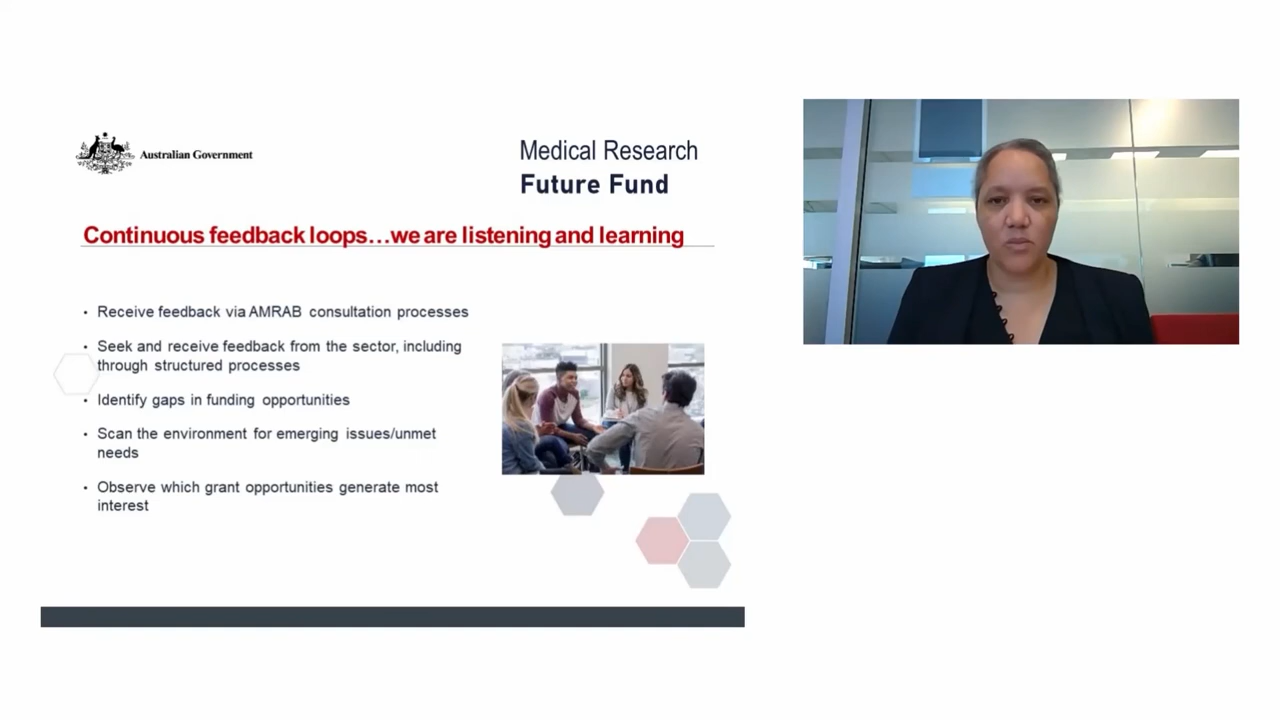 Australian Government
Medical Research
Future Fund
Continuous feedback loops...we are listening and learning
• Receive feedback via AMRAB consultation processes
• Seek and receive feedback from the sector, including
through structured processes
• Identify gaps in funding opportunities
• Scan the environment for emerging issues/unmet
needs
• Observe which grant opportunities generate most
interest